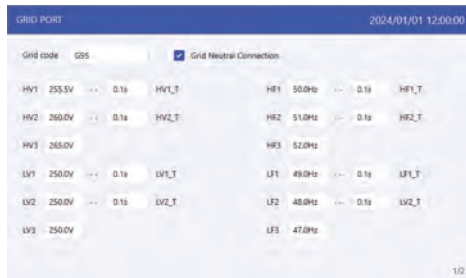 GRID PORT 2024/01/01 12:00:00
Grid code G95 Grid Neutral Connection
HV1 255.5V -- 0.1s HV1_T HF1 50.0Hz -- 0.1s HF1_T
HV2 260.0V -- 0.1s HV2_T HF2 51.0Hz -- 0.1s HF2_T
HV3 265.0V HF3 52.0Hz
LV1 250.0V -- 0.1s LV1_T LF1 49.0Hz -- 0.1s LF1_T
LV2 250.0V -- 0.1s LV2_T LF2 48.0Hz -- 0.1s LV2_T
LV3 250.0V LF3 47.0Hz
1/2